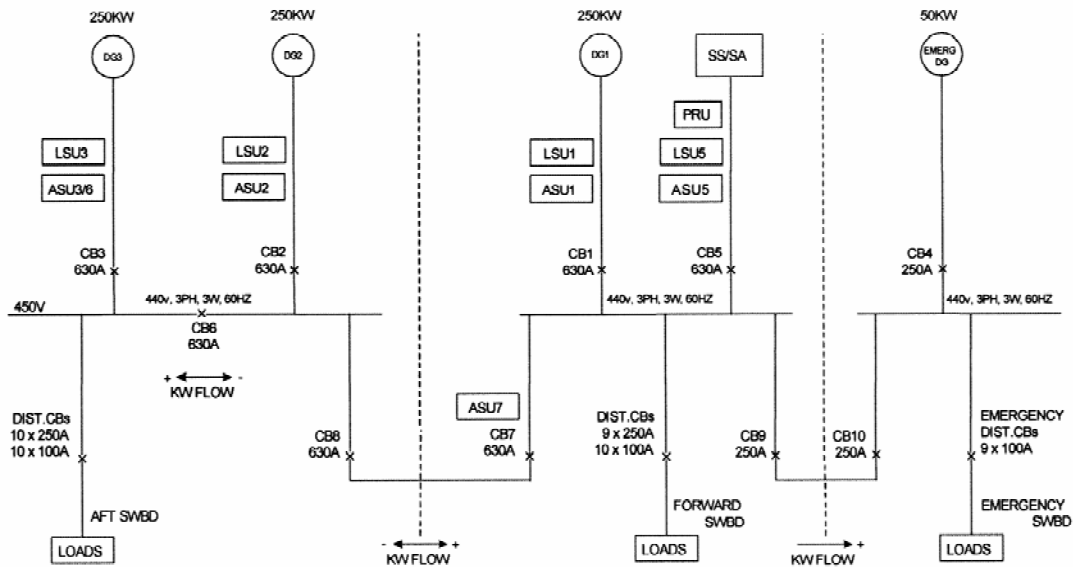 250KW
250KW
250KW
50KW
DG3
DG2
DG1
SS/SA
EMERG
DG
PRU
LSU3
LSU2
LSU1
LSU5
ASU3/6
ASU2
ASU1
ASU5
CB3
630A
CB2
630A
CB1
630A
CB5
630A
CB4
250A
450V
440v, 3PH, 3W, 60HZ
440v, 3PH, 3W, 60HZ
440v, 3PH, 3W, 60HZ
CB6
630A
+ -
KW FLOW
ASU7
DIST.CBs
10 x 250A
10 x 100A
CB8
630A
CB7
630A
DIST.CBs
9 x 250A
10 x 100A
CB9
250A
CB10
250A
EMERGENCY
DIST.CBs
9 x 100A
AFT SWBD
FORWARD
SWBD
EMERGENCY
SWBD
LOADS
- +
KW FLOW
LOADS
+
KW FLOW
LOADS